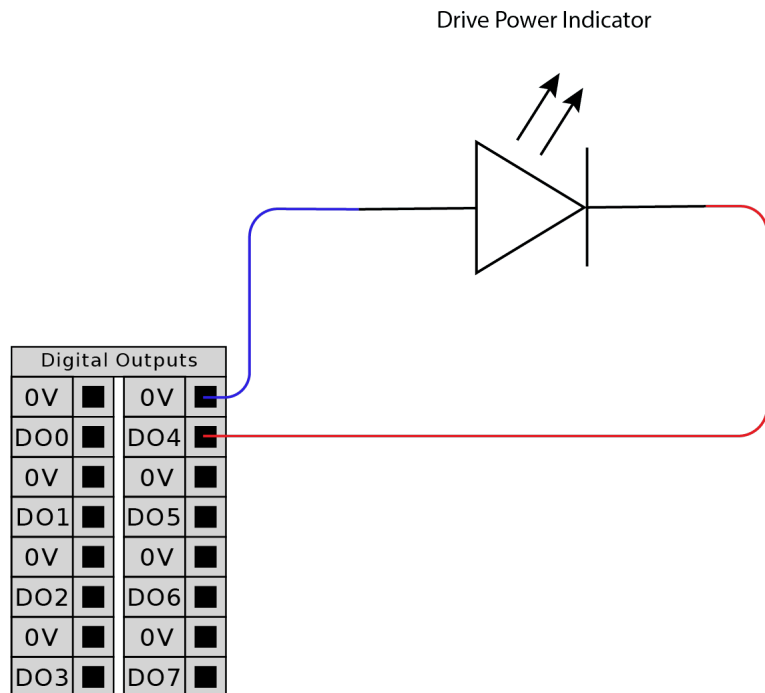 Drive Power Indicator
Digital Outputs
0V 0V
DO0 DO4
0V 0V
DO1 DO5
0V 0V
DO2 DO6
0V 0V
DO3 DO7